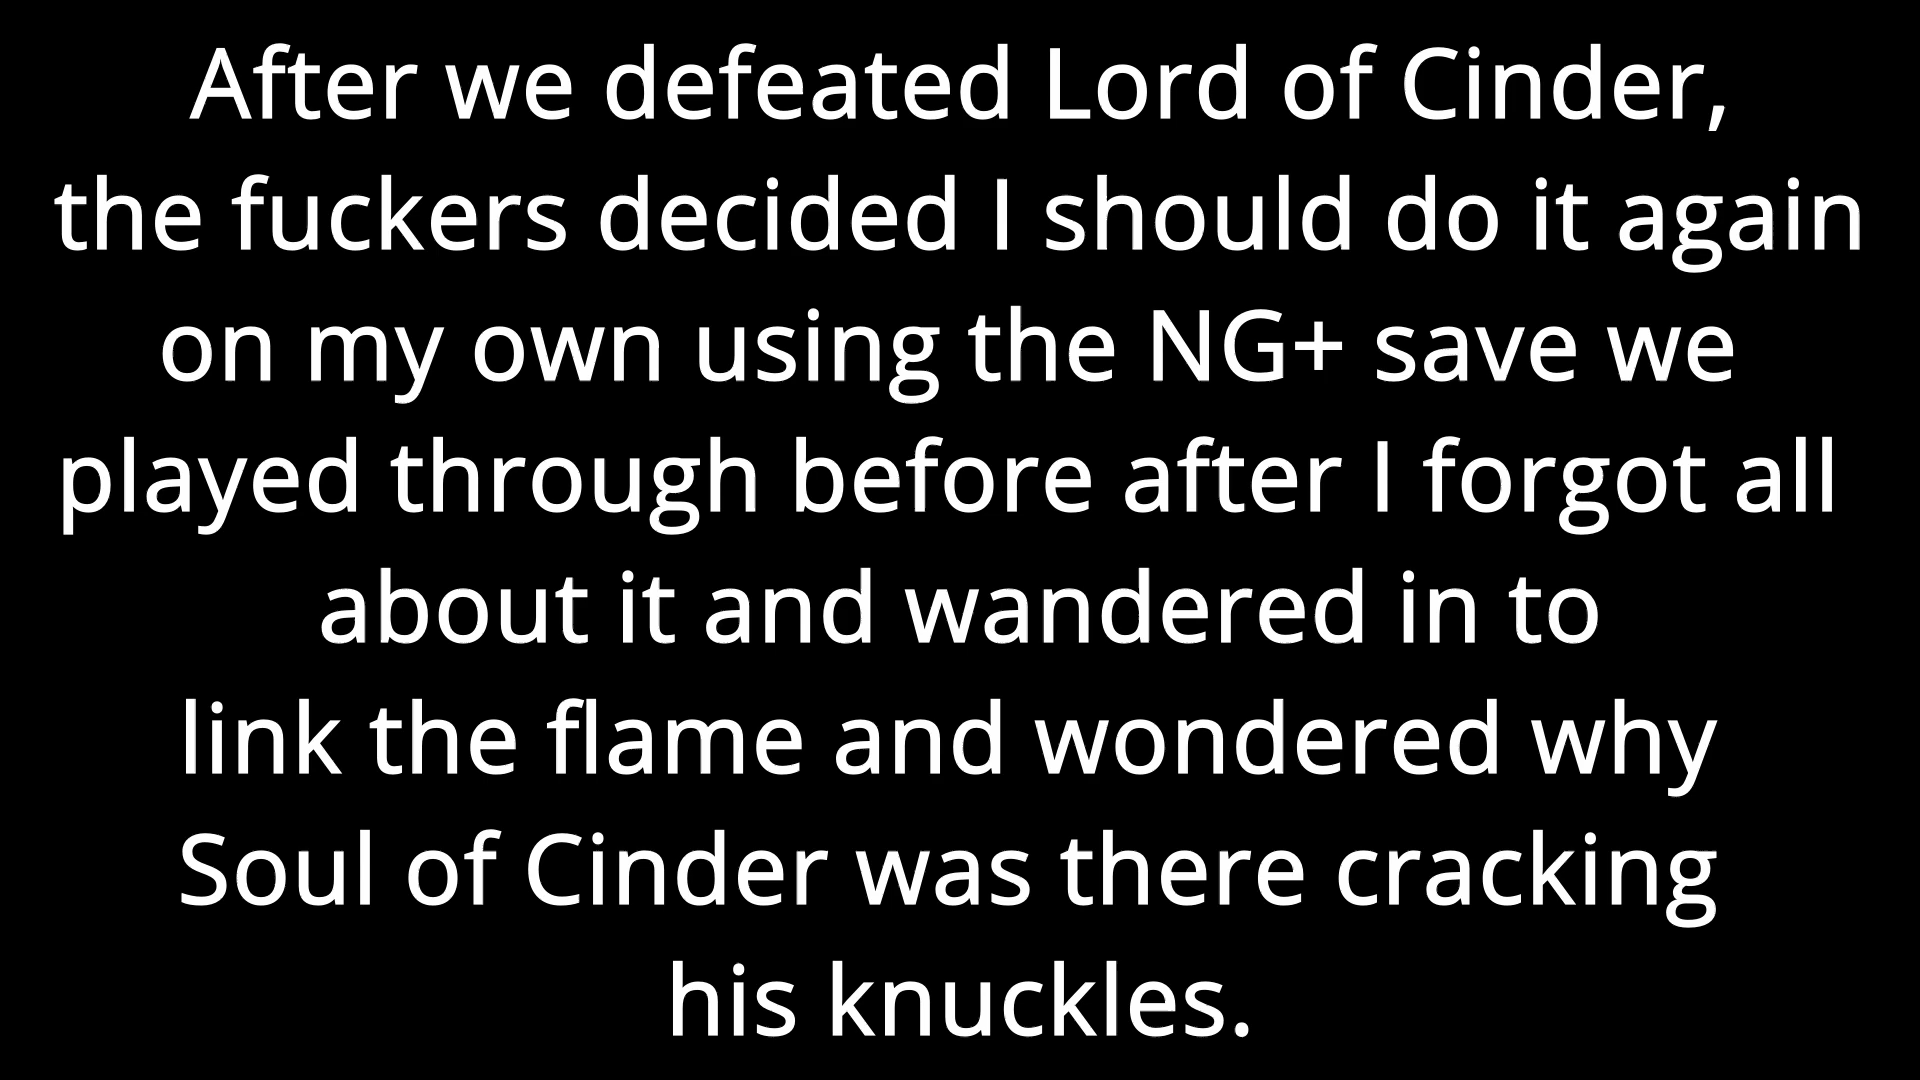 After we defeated Lord of Cinder,
the fuckers decided I should do it again
on my own using the NG+ save we
played through before after I forgot all
about it and wandered in to
link the flame and wondered why
Soul of Cinder was there cracking
his knuckles.